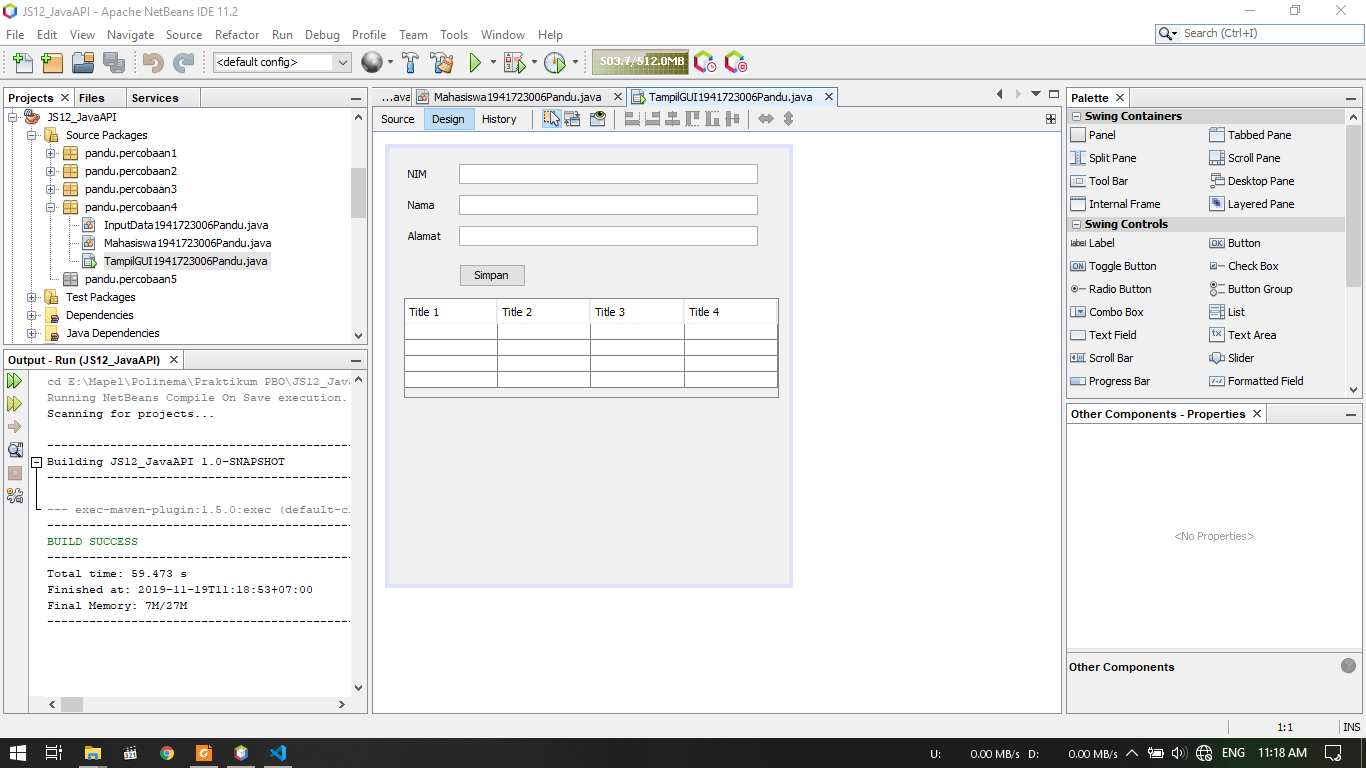 JS12_JavaAPI - Apache NetBeans IDE 11.2
File Edit View Navigate Source Refactor Run Debug Profile Team Tools Window Help
Search (Ctrl+I)
<default config>
503.7/512.0MB
Projects Files Services
JS12_JavaAPI
Source Packages
pandu.percobaan1
pandu.percobaan2
pandu.percobaan3
pandu.percobaan4
InputData1941723006Pandu.java
Mahasiswa1941723006Pandu.java
TampilGUI1941723006Pandu.java
pandu.percobaan5
Test Packages
Dependencies
Java Dependencies
Output - Run (JS12_JavaAPI)
cd E:\Mapel\Polinema\Praktikum PBO\JS12_Java
Running NetBeans Compile On Save execution.
Scanning for projects...
Building JS12_JavaAPI 1.0-SNAPSHOT
--- exec-maven-plugin:1.5.0:exec (default-cl
BUILD SUCCESS
Total time: 59.473 s
Finished at: 2019-11-19T11:18:53+07:00
Final Memory: 7M/27M
...ava Mahasiswa1941723006Pandu.java TampilGUI1941723006Pandu.java
Source Design History
NIM
Nama
Alamat
Simpan
Title 1 Title 2 Title 3 Title 4
Palette
Swing Containers
Panel Tabbed Pane
Split Pane Scroll Pane
Tool Bar Desktop Pane
Internal Frame Layered Pane
Swing Controls
label Label OK Button
ON Toggle Button Check Box
Radio Button Button Group
Combo Box List
Text Field Text Area
Scroll Bar Slider
Progress Bar Formatted Field
Other Components - Properties
<No Properties>
Other Components
1:1 INS
U: 0.00 MB/s D: 0.00 MB/s ENG 11:18 AM